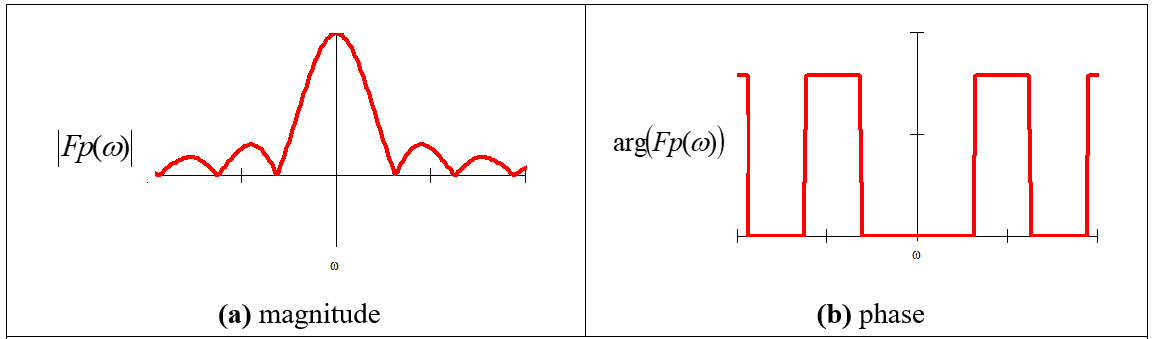 |Fp(ω)|
ω
(a) magnitude
arg(Fp(ω))
ω
(b) phase